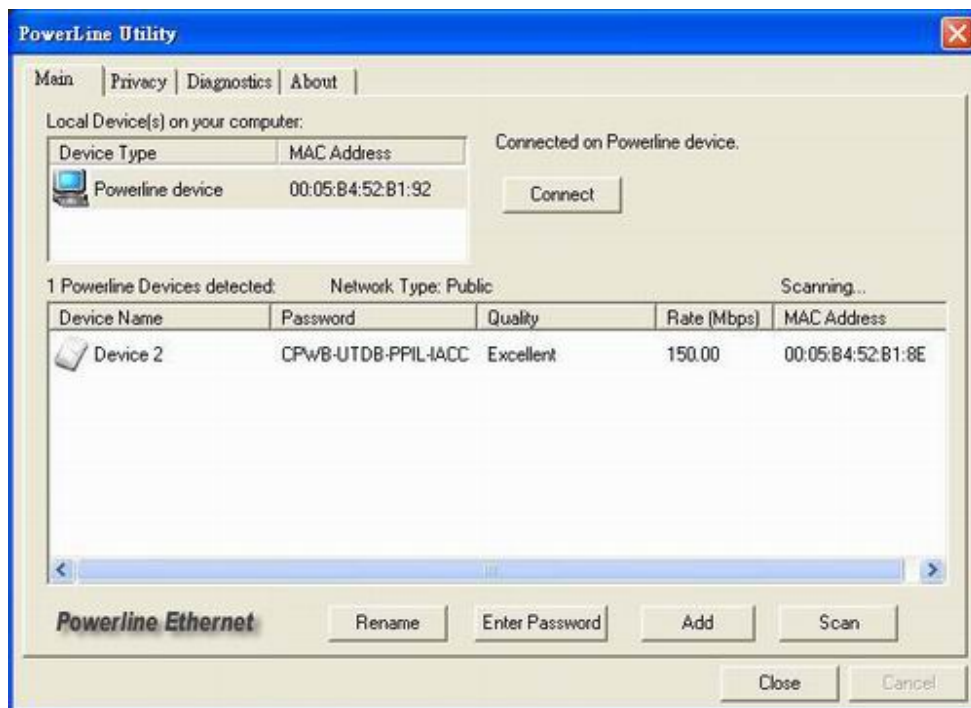 PowerLine Utility
Main Privacy Diagnostics About
Local Device(s) on your computer:
Device Type MAC Address
Powerline device 00:05:B4:52:B1:92
Connected on Powerline device.
Connect
1 Powerline Devices detected: Network Type: Public Scanning...
Device Name Password Quality Rate (Mbps) MAC Address
Device 2 CPWB-UTDB-PPIL-IACC Excellent 150.00 00:05:B4:52:B1:8E
Powerline Ethernet Rename Enter Password Add Scan
Close Cancel